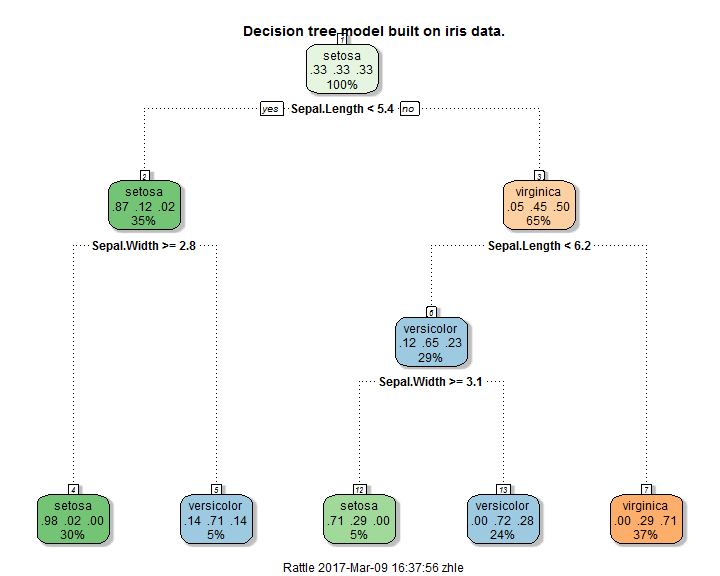 Decision tree model built on iris data.
1
setosa
.33 .33 .33
100%
yes Sepal.Length < 5.4 no
2
setosa
.87 .12 .02
35%
3
virginica
.05 .45 .50
65%
Sepal.Width >= 2.8
Sepal.Length < 6.2
6
versicolor
.12 .65 .23
29%
Sepal.Width >= 3.1
4
setosa
.98 .02 .00
30%
5
versicolor
.14 .71 .14
5%
12
setosa
.71 .29 .00
5%
13
versicolor
.00 .72 .28
24%
7
virginica
.00 .29 .71
37%
Rattle 2017-Mar-09 16:37:56 zhle